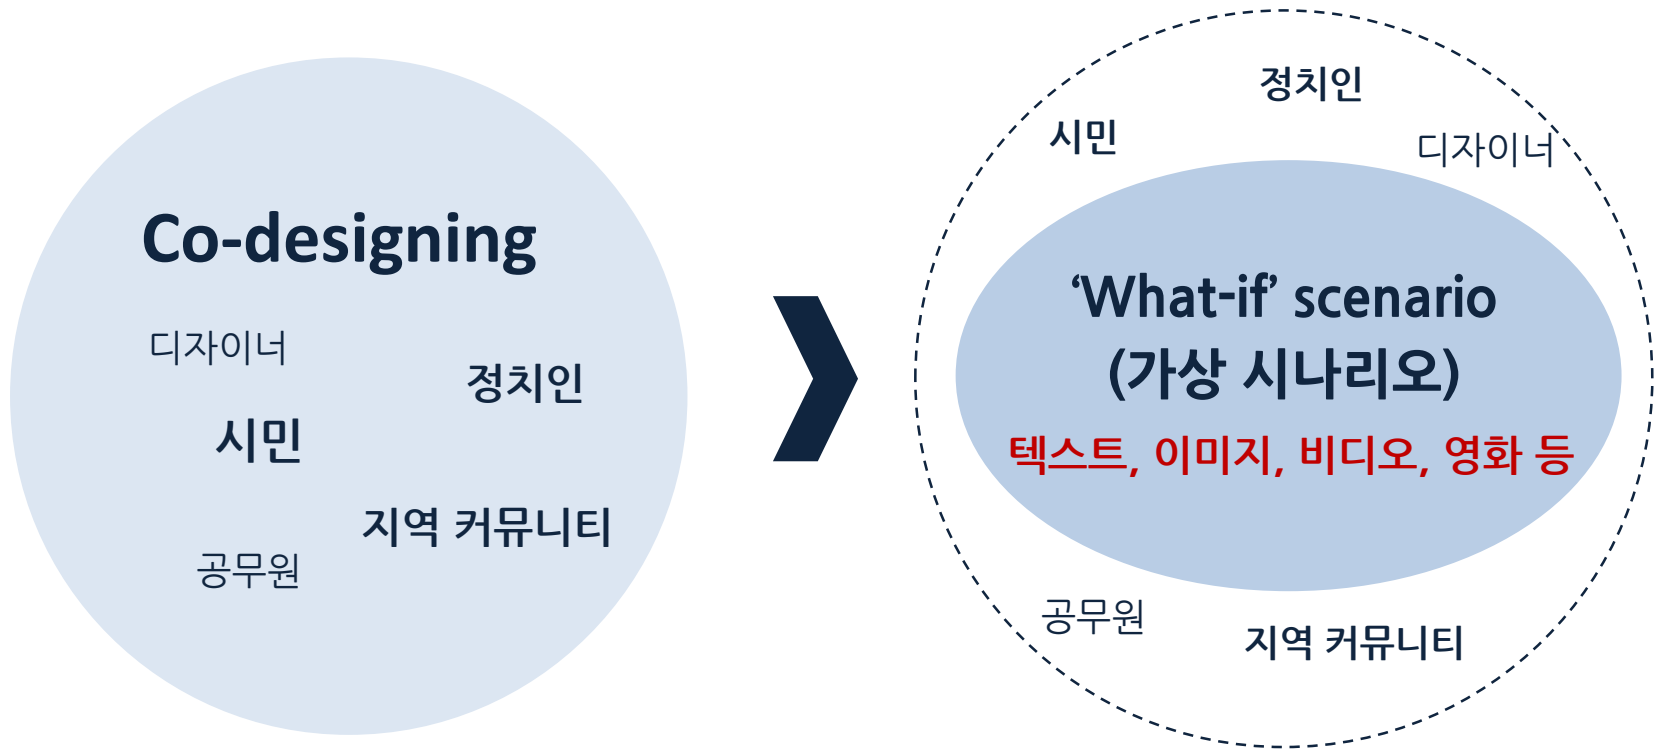 Co-designing
디자이너
정치인
시민
지역 커뮤니티
공무원
정치인
시민
디자이너
‘What-if’ scenario
(가상 시나리오)
텍스트, 이미지, 비디오, 영화 등
공무원
지역 커뮤니티